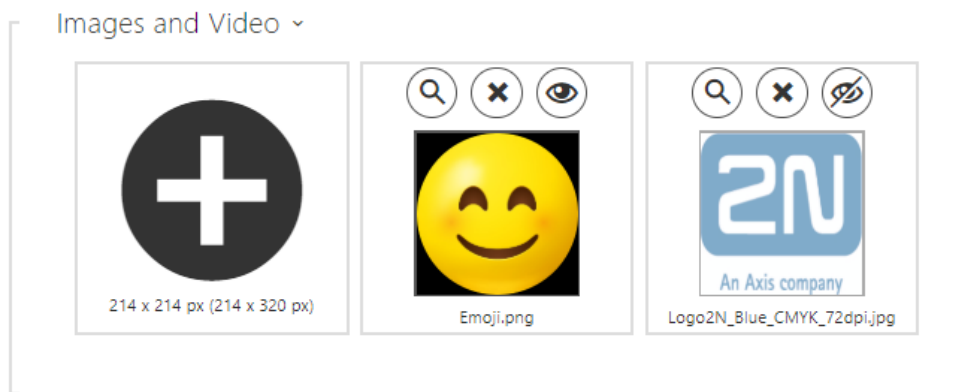 Images and Video
214 x 214 px (214 x 320 px)
Emoji.png
2N
An Axis company
Logo2N_Blue_CMYK_72dpi.jpg